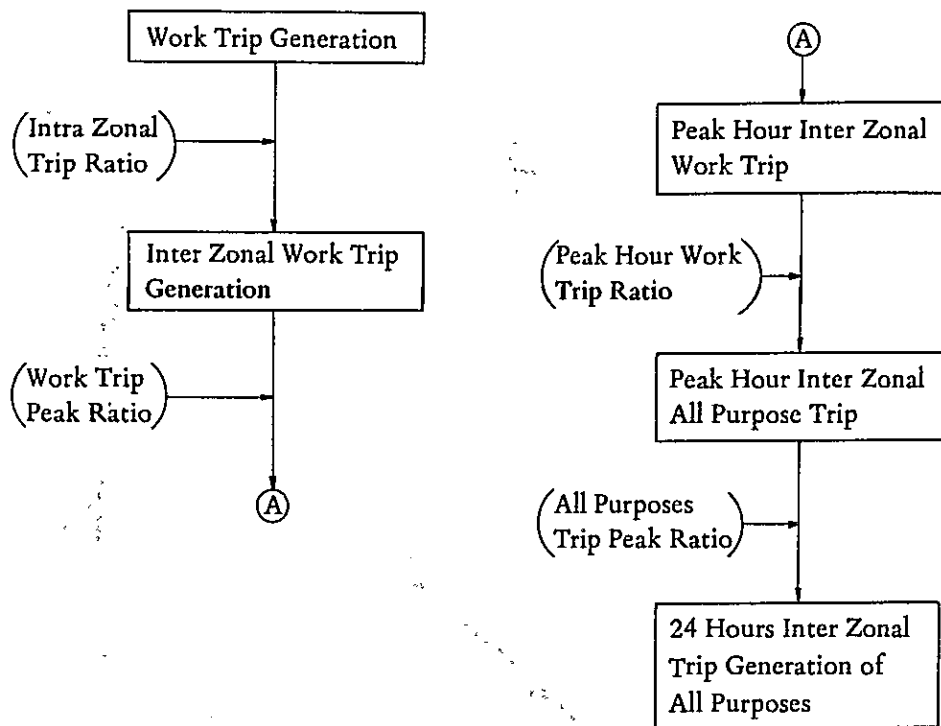 Work Trip Generation
(Intra Zonal
Trip Ratio)
Inter Zonal Work Trip
Generation
(Work Trip
Peak Ratio)
A
A
Peak Hour Inter Zonal
Work Trip
(Peak Hour Work
Trip Ratio)
Peak Hour Inter Zonal
All Purpose Trip
(All Purposes
Trip Peak Ratio)
24 Hours Inter Zonal
Trip Generation of
All Purposes